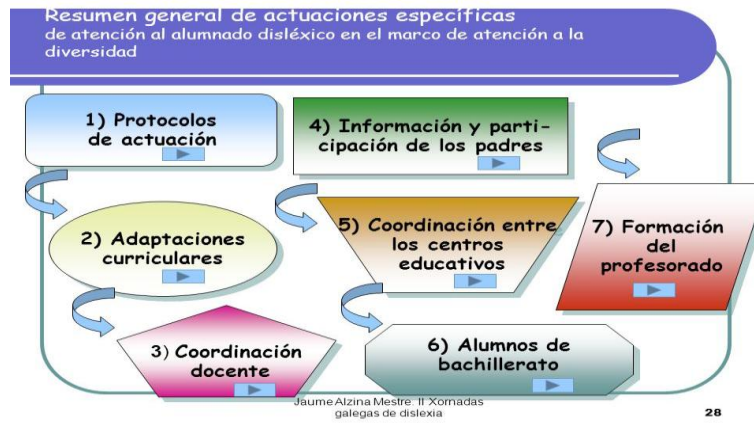 Resumen general de actuaciones específicas
de atención al alumnado disléxico en el marco de atención a la
diversidad
1) Protocolos
de actuación
2) Adaptaciones
curriculares
3) Coordinación
docente
4) Información y parti-
cipación de los padres
5) Coordinación entre
los centros
educativos
6) Alumnos de
bachillerato
7) Formación
del
profesorado
Jaume Alzina Mestre. II Xornadas
galegas de dislexia
28